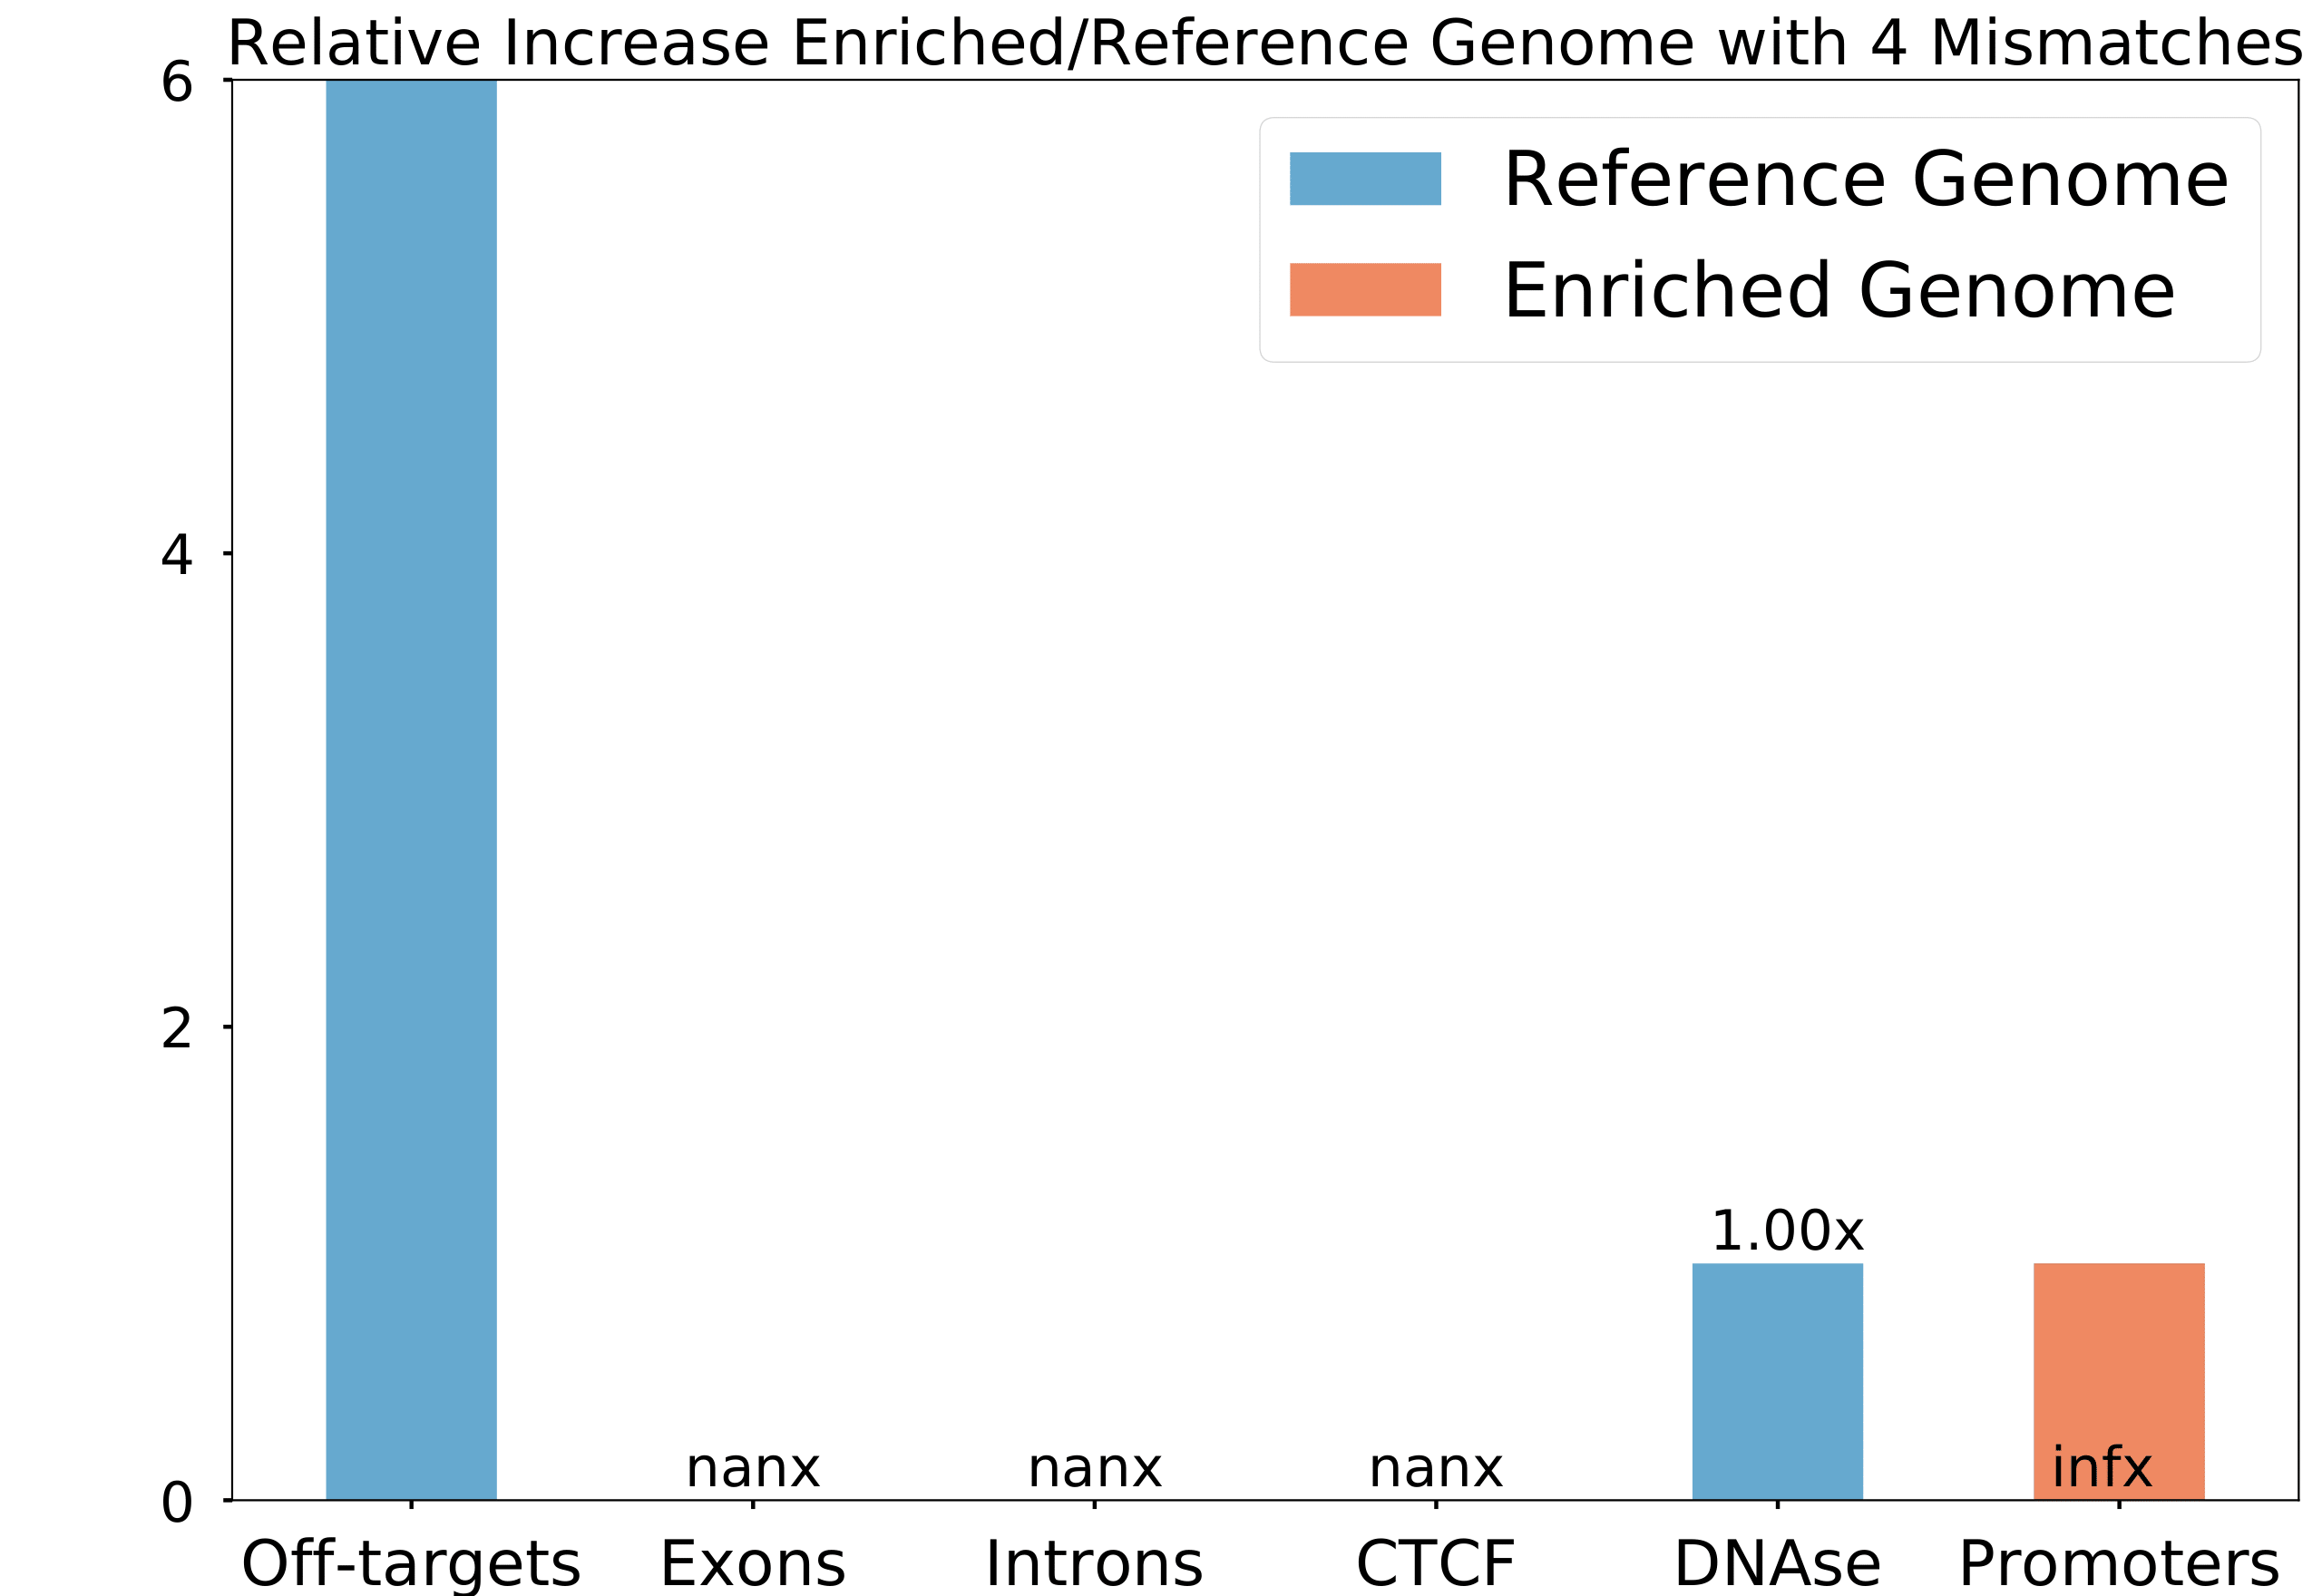 Relative Increase Enriched/Reference Genome with 4 Mismatches
6
4
2
0
Reference Genome
Enriched Genome
1.00x
nanx nanx nanx infx
Off-targets Exons Introns CTCF DNAse Promoters